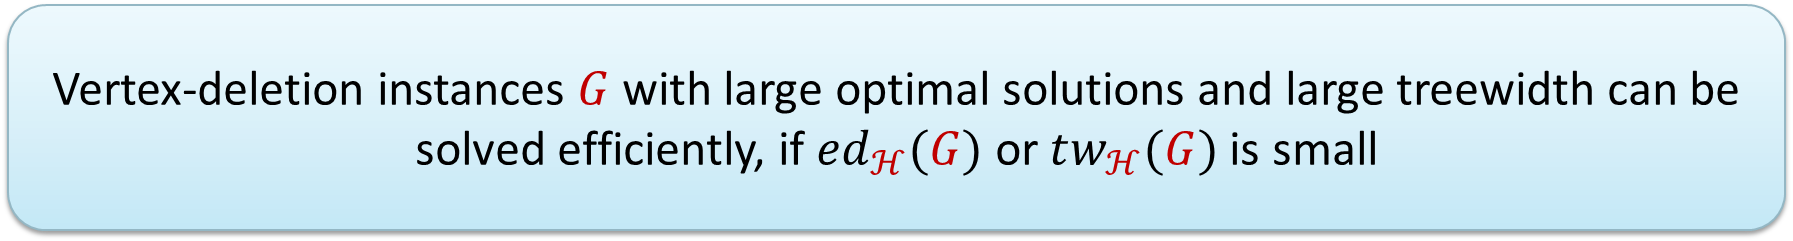 Vertex-deletion instances G with large optimal solutions and large treewidth can be
solved efficiently, if ed_ℋ(G) or tw_ℋ(G) is small